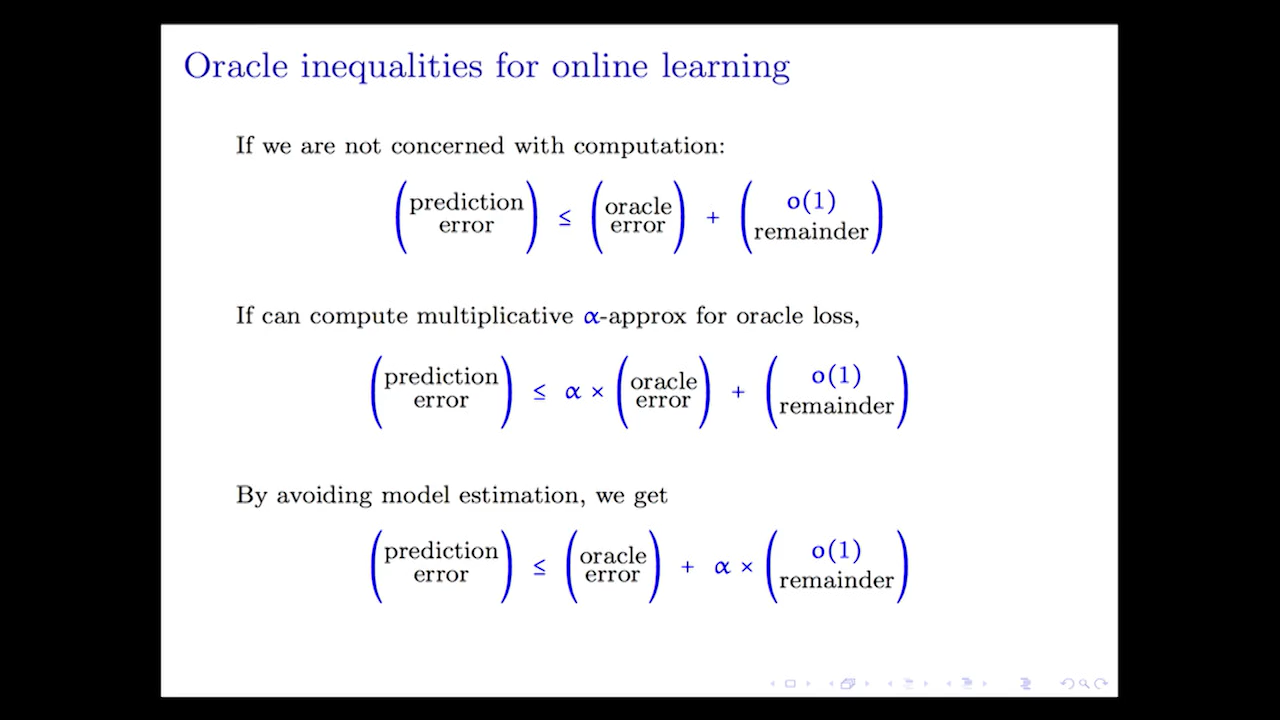 Oracle inequalities for online learning
If we are not concerned with computation:
(prediction error) ≤ (oracle error) + (o(1) remainder)
If can compute multiplicative α-approx for oracle loss,
(prediction error) ≤ α × (oracle error) + (o(1) remainder)
By avoiding model estimation, we get
(prediction error) ≤ (oracle error) + α × (o(1) remainder)